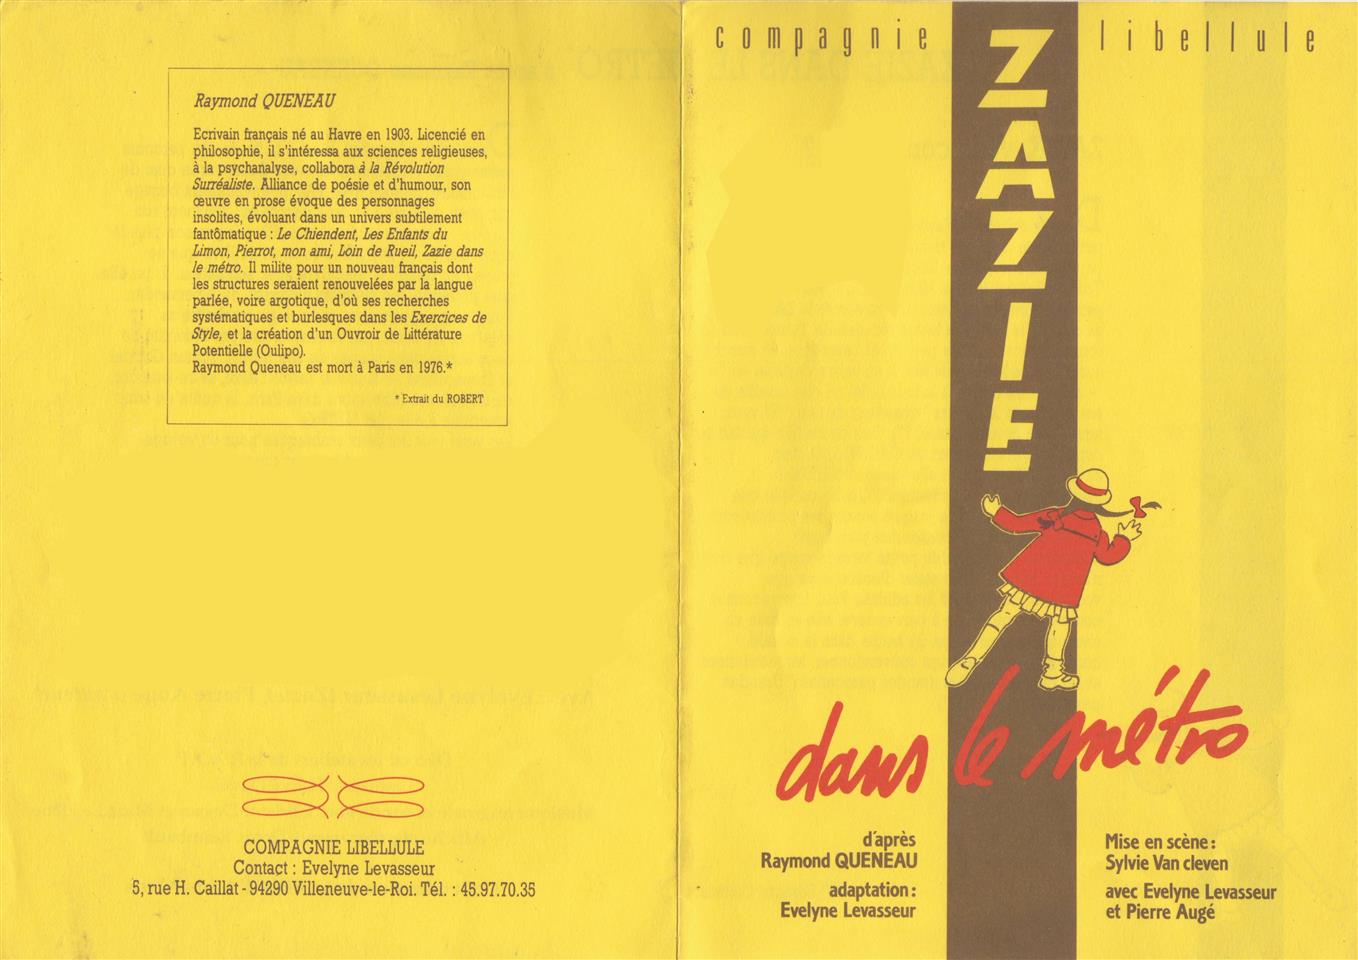 Raymond QUENEAU
Ecrivain français né au Havre en 1903. Licencié en
philosophie, il s'intéressa aux sciences religieuses,
à la psychanalyse, collabora à la Révolution
Surréaliste. Alliance de poésie et d'humour, son
œuvre en prose évoque des personnages
insolites, évoluant dans un univers subtilement
fantômatique : Le Chiendent, Les Enfants du
Limon, Pierrot, mon ami, Loin de Rueil, Zazie dans
le métro. Il milite pour un nouveau français dont
les structures seraient renouvelées par la langue
parlée, voire argotique, d'où ses recherches
systématiques et burlesques dans les Exercices de
Style, et la création d'un Ouvroir de Littérature
Potentielle (Oulipo).
Raymond Queneau est mort à Paris en 1976.*
* Extrait du ROBERT
COMPAGNIE LIBELLULE
Contact : Evelyne Levasseur
5, rue H. Caillat - 94290 Villeneuve-le-Roi. Tél. : 45.97.70.35
compagnie libellule
ZAZIE
dans le métro
d'après
Raymond QUENEAU
adaptation :
Evelyne Levasseur
Mise en scène :
Sylvie Van cleven
avec Evelyne Levasseur
et Pierre Augé